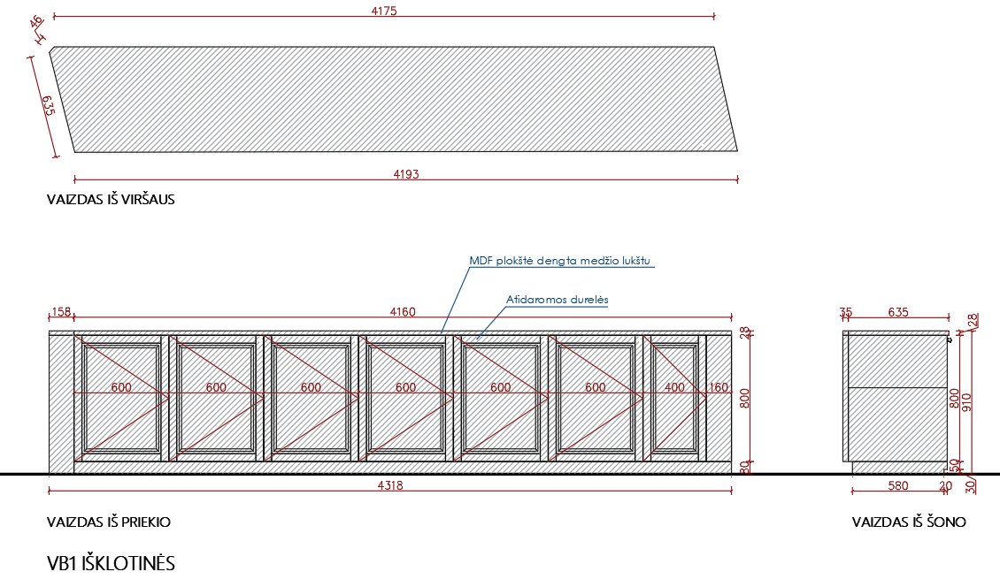 4175
46
635
4193
VAIZDAS IŠ VIRŠAUS
MDF plokštė dengta medžio lukštu
Atidaromos durelės
158 4160
28
600 600 600 600 600 600 400 160
800
80
4318
VAIZDAS IŠ PRIEKIO
35 635
28
800
910
50
30
580 20
VAIZDAS IŠ ŠONO
VB1 IŠKLOTINĖS